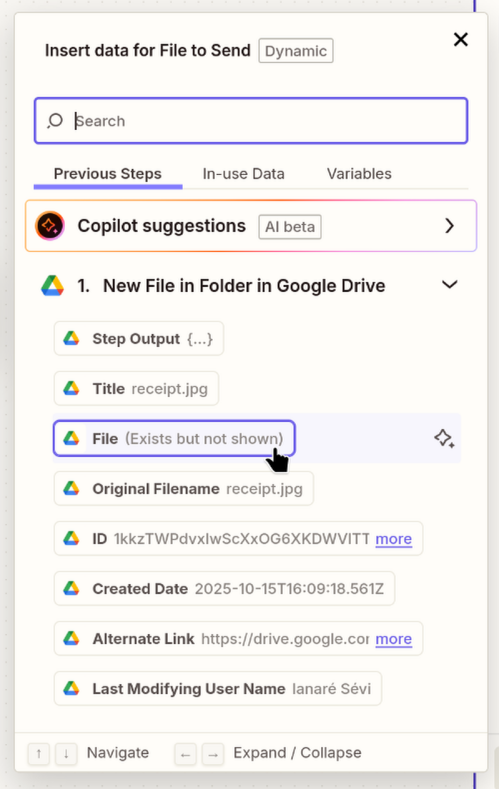 Insert data for File to Send Dynamic
Search
Previous Steps In-use Data Variables
Copilot suggestions AI beta
1. New File in Folder in Google Drive
Step Output {...}
Title receipt.jpg
File (Exists but not shown)
Original Filename receipt.jpg
ID 1kkzTWPdvxIwScXxOG6XKDWVITT more
Created Date 2025-10-15T16:09:18.561Z
Alternate Link https://drive.google.cor more
Last Modifying User Name Ianaré Sévi
↑ ↓ Navigate ← → Expand / Collapse